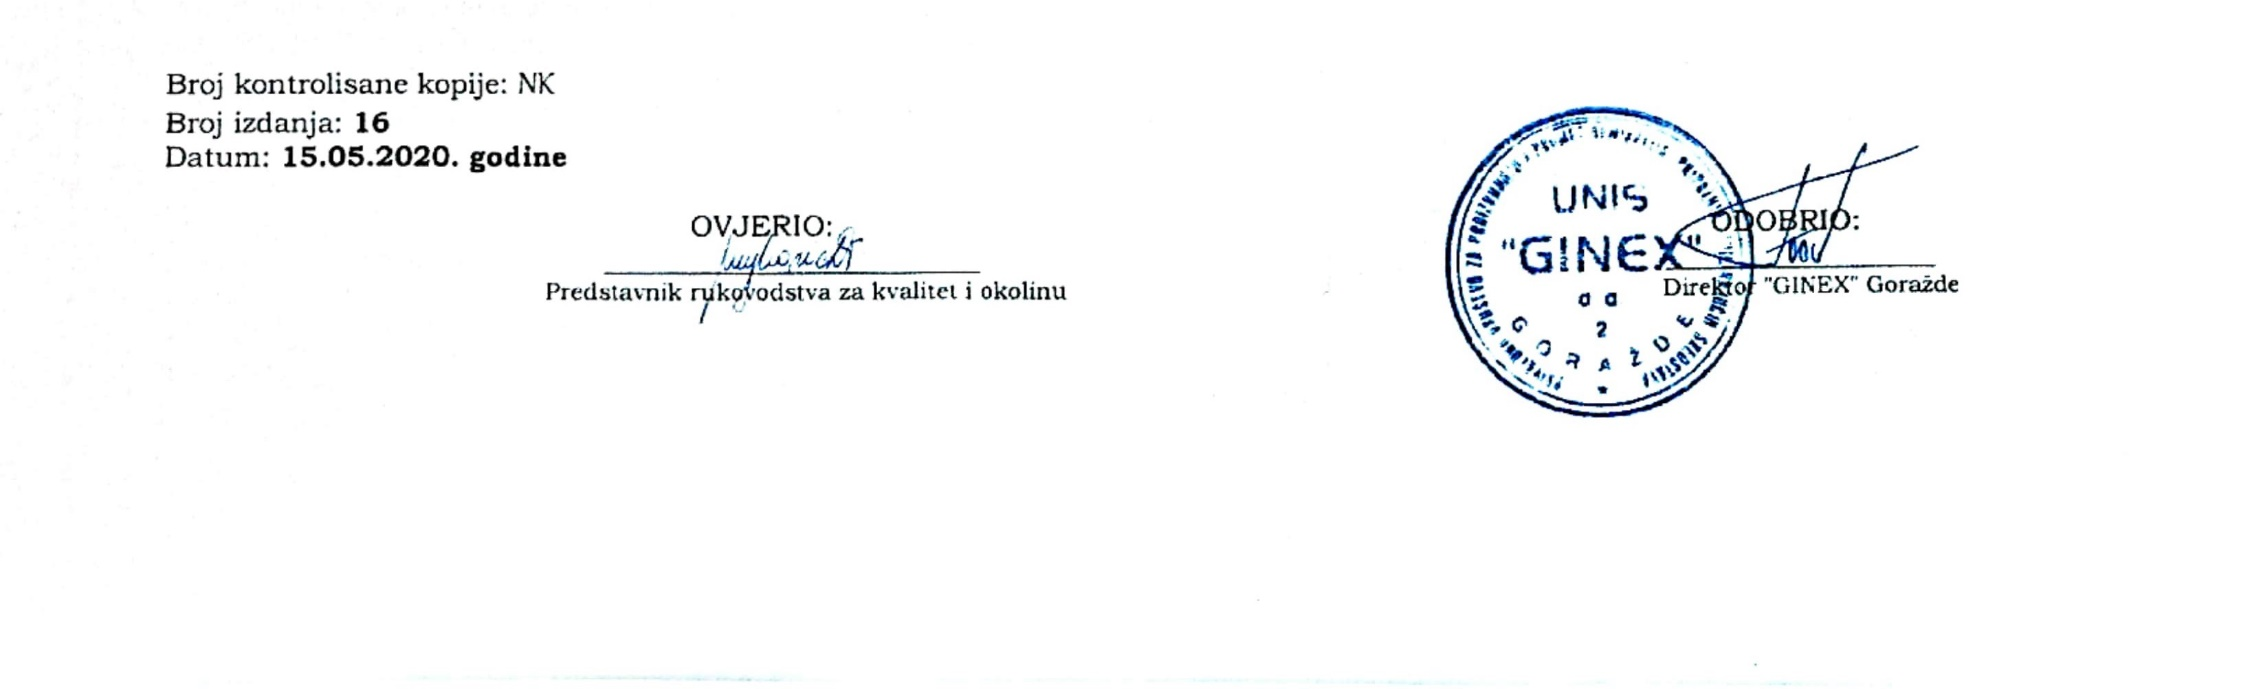 Broj kontrolisane kopije: NK
Broj izdanja: 16
Datum: 15.05.2020. godine
OVJERIO:
Predstavnik rukovodstva za kvalitet i okolinu
UNIS
"GINEX"
d d
2
GORAŽDE
ODOBRIO:
Direktor "GINEX" Goražde